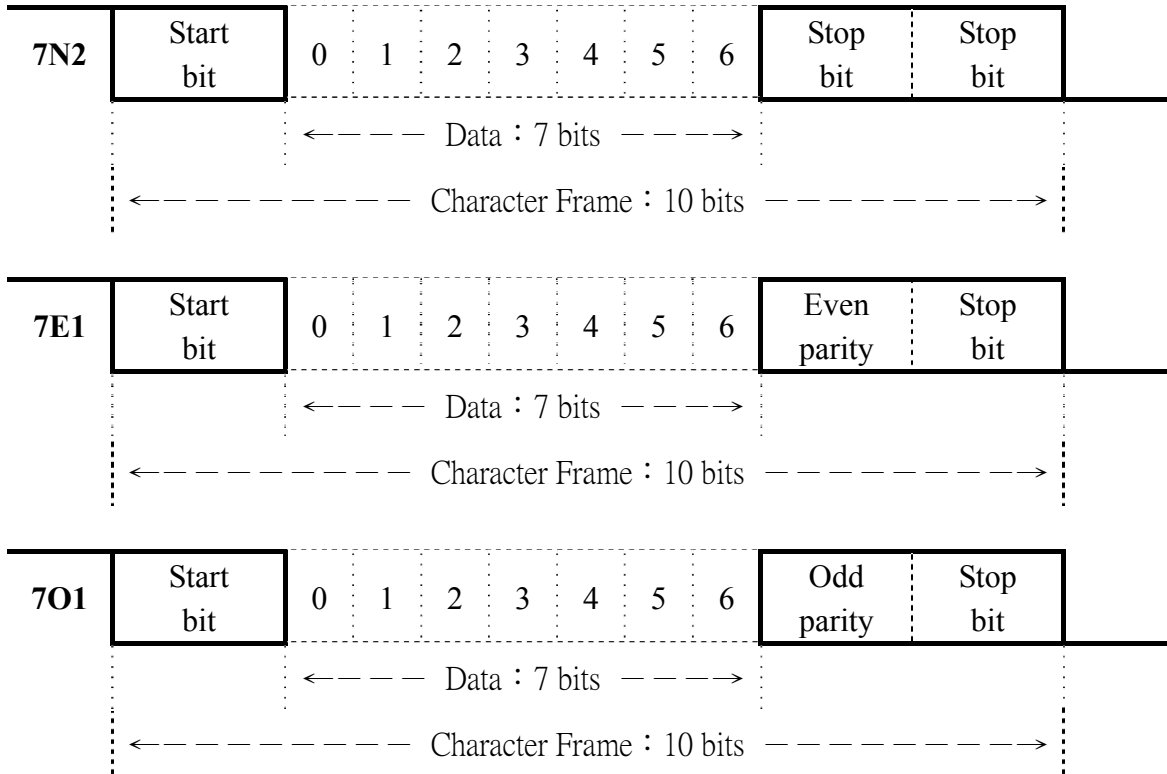 7N2 Start bit 0 1 2 3 4 5 6 Stop bit Stop bit
←−−− Data：7 bits −−−→
←−−−−−−−− Character Frame：10 bits −−−−−−−−→
7E1 Start bit 0 1 2 3 4 5 6 Even parity Stop bit
←−−− Data：7 bits −−−→
←−−−−−−−− Character Frame：10 bits −−−−−−−−→
7O1 Start bit 0 1 2 3 4 5 6 Odd parity Stop bit
←−−− Data：7 bits −−−→
←−−−−−−−− Character Frame：10 bits −−−−−−−−→